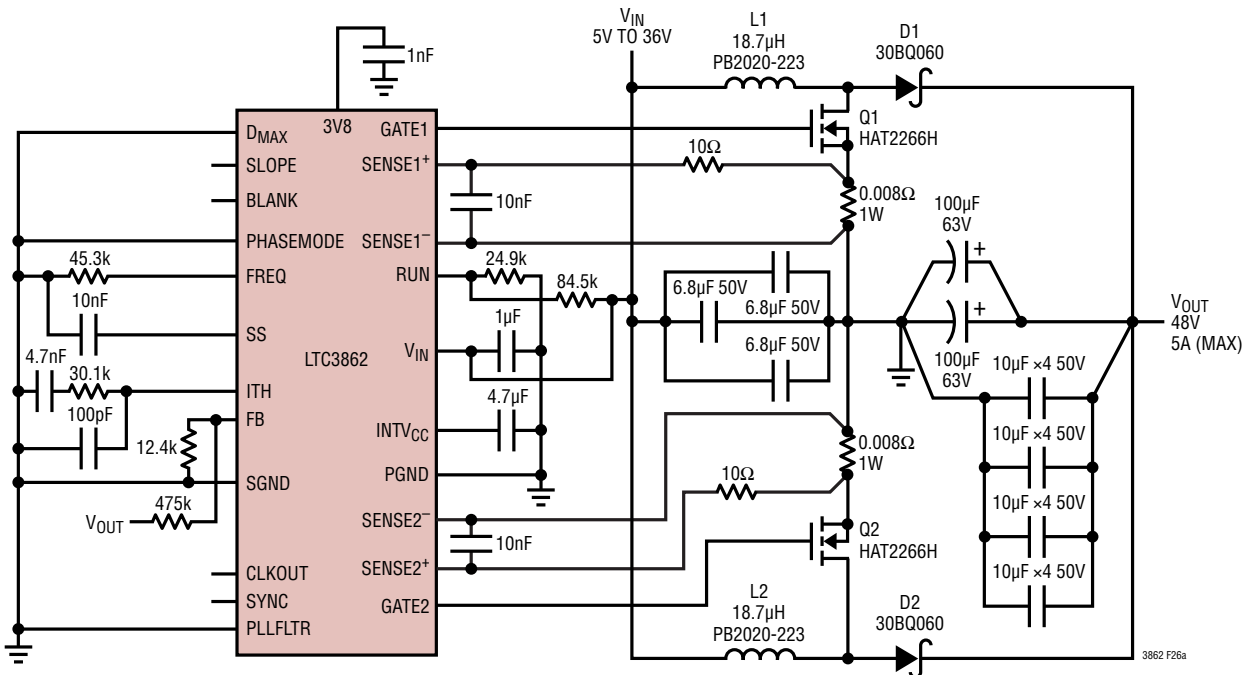 V_IN
5V TO 36V
L1
18.7µH
PB2020-223
D1
30BQ060
1nF
3V8
D_MAX
SLOPE
BLANK
PHASEMODE
FREQ
SS
ITH
FB
SGND
CLKOUT
SYNC
PLLFLTR
LTC3862
GATE1
SENSE1+
SENSE1–
RUN
V_IN
INTV_CC
PGND
SENSE2–
SENSE2+
GATE2
45.3k
10nF
4.7nF
30.1k
100pF
12.4k
475k
V_OUT
10Ω
10nF
24.9k
84.5k
1µF
4.7µF
10Ω
10nF
Q1
HAT2266H
0.008Ω
1W
6.8µF 50V
6.8µF 50V
6.8µF 50V
0.008Ω
1W
Q2
HAT2266H
100µF
63V
+
+
100µF
63V
V_OUT
48V
5A (MAX)
10µF ×4 50V
10µF ×4 50V
10µF ×4 50V
10µF ×4 50V
L2
18.7µH
PB2020-223
D2
30BQ060
3862 F26a